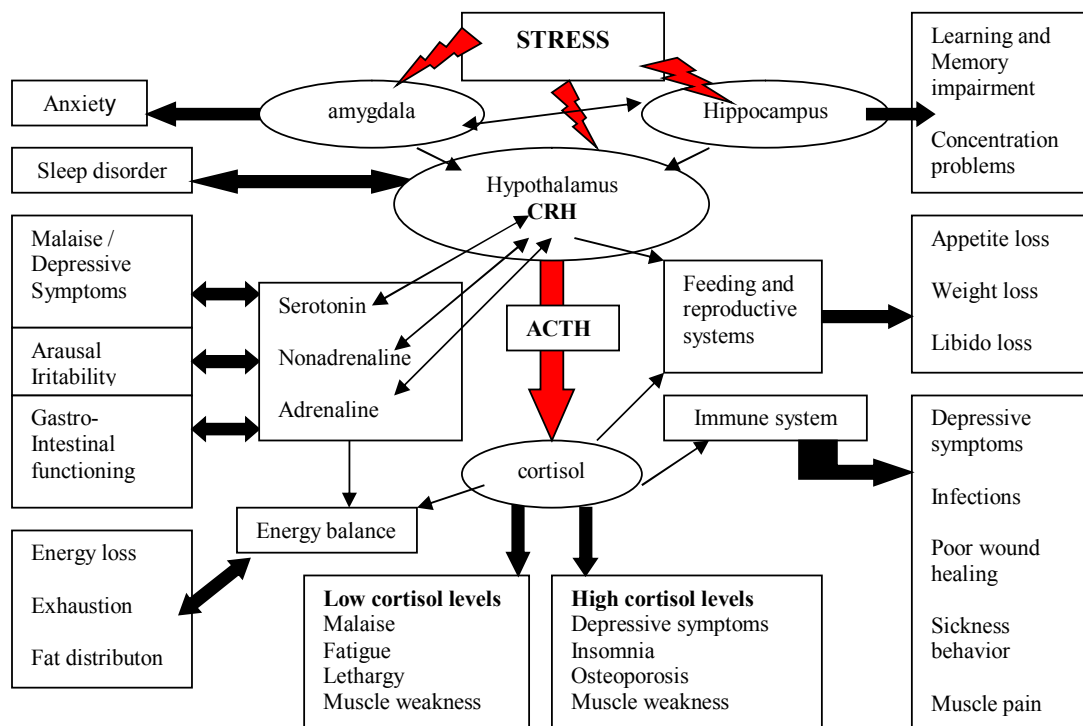 STRESS
Anxiety
amygdala
Hippocampus
Learning and
Memory
impairment
Concentration
problems
Sleep disorder
Hypothalamus
CRH
Malaise /
Depressive
Symptoms
Arausal
Iritability
Gastro-
Intestinal
functioning
Serotonin
Nonadrenaline
Adrenaline
ACTH
Feeding and
reproductive
systems
Appetite loss
Weight loss
Libido loss
cortisol
Immune system
Depressive
symptoms
Infections
Poor wound
healing
Sickness
behavior
Muscle pain
Energy balance
Energy loss
Exhaustion
Fat distributon
Low cortisol levels
Malaise
Fatigue
Lethargy
Muscle weakness
High cortisol levels
Depressive symptoms
Insomnia
Osteoporosis
Muscle weakness